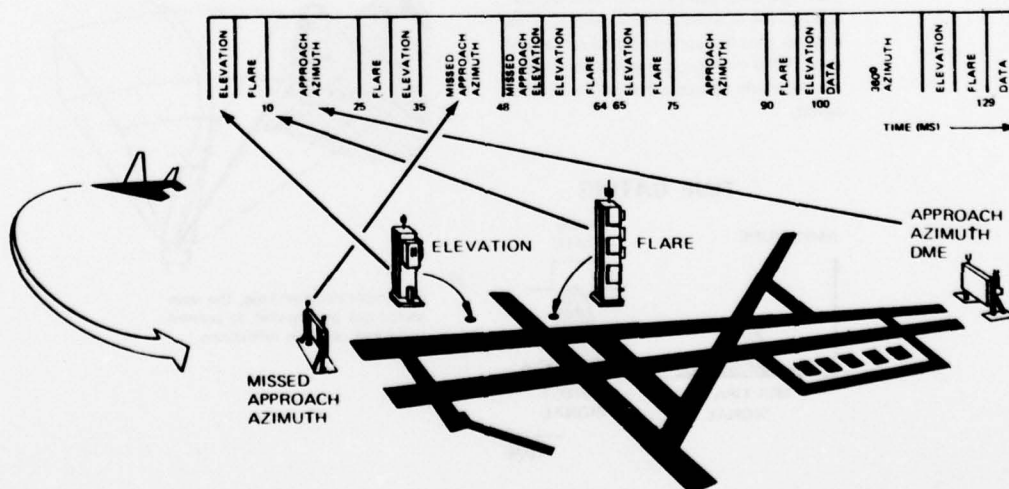 ELEVATION
FLARE
APPROACH
AZIMUTH
FLARE
ELEVATION
MISSED
APPROACH
AZIMUTH
MISSED
APPROACH
ELEVATION
ELEVATION
FLARE
ELEVATION
FLARE
APPROACH
AZIMUTH
FLARE
ELEVATION
DATA
360º
AZIMUTH
ELEVATION
FLARE
DATA
10 25 35 48 64 65 75 90 100 129
TIME (MS)
ELEVATION
FLARE
APPROACH
AZIMUTH
DME
MISSED
APPROACH
AZIMUTH